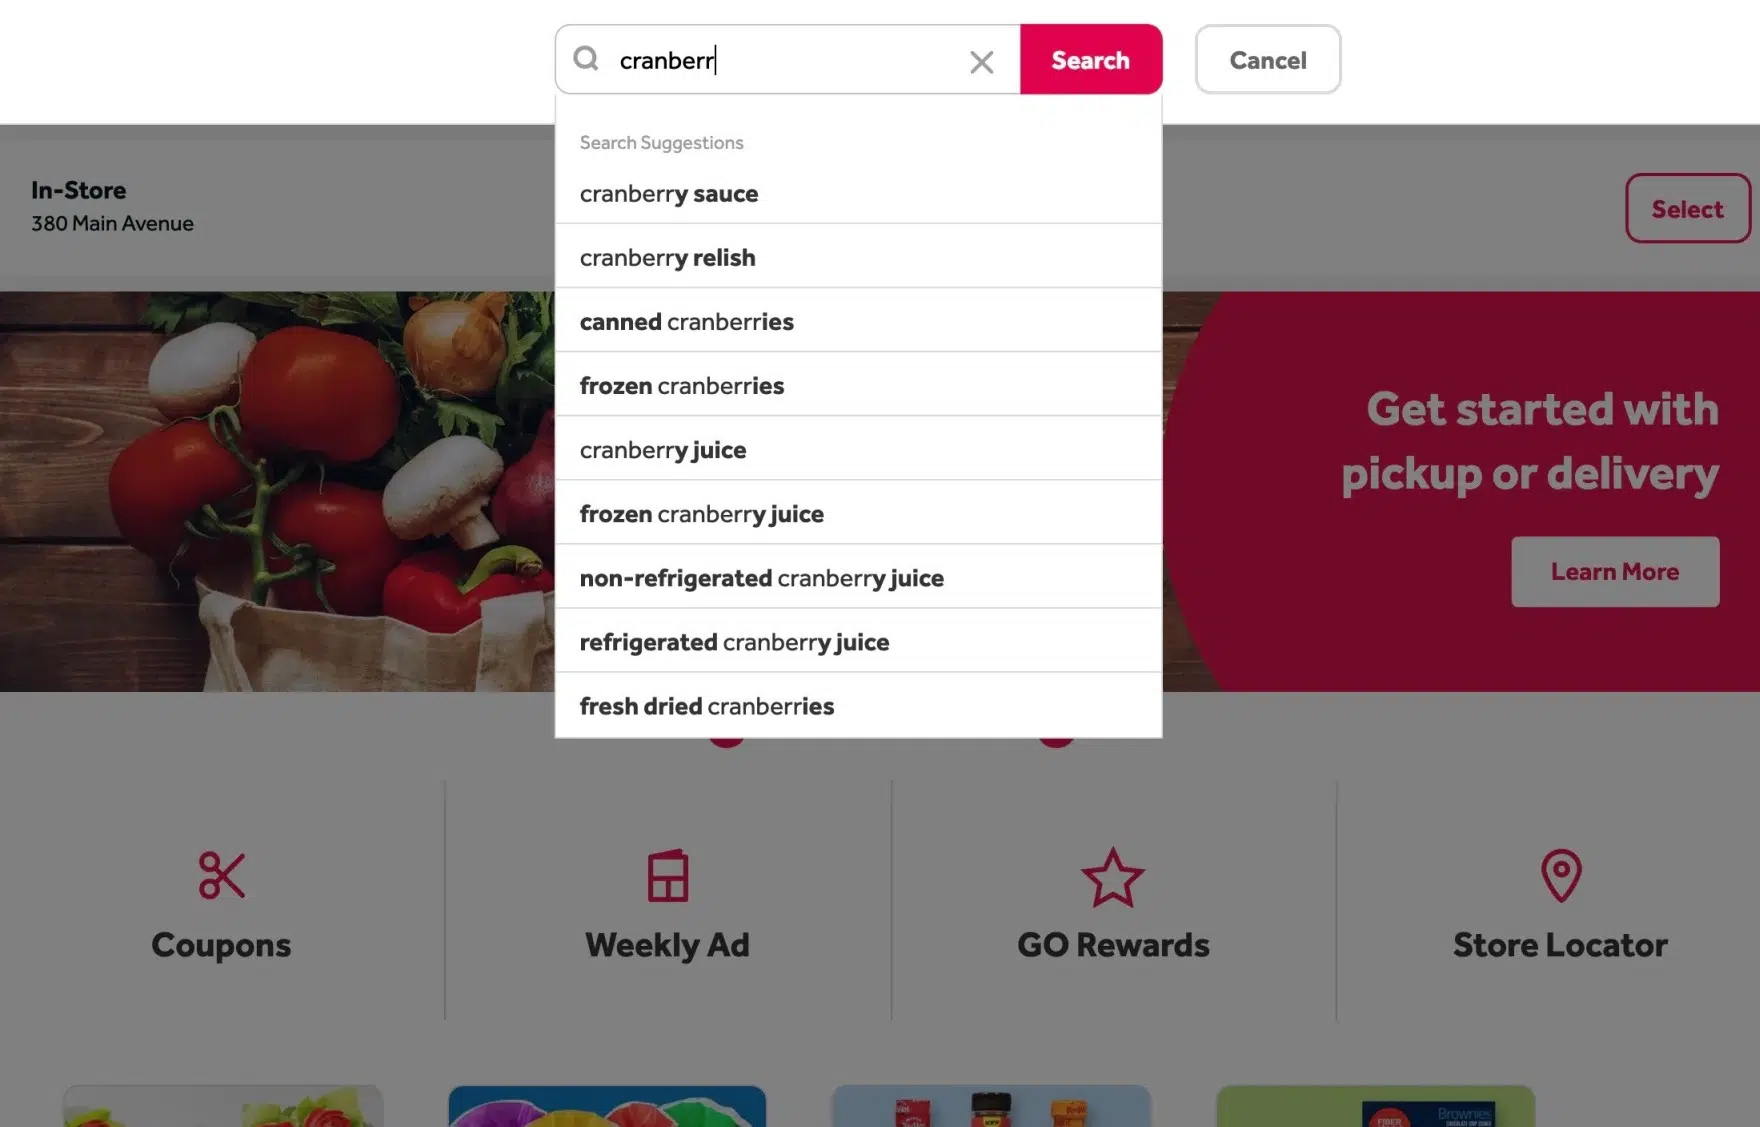 cranberr
Search
Cancel
Search Suggestions
cranberry sauce
cranberry relish
canned cranberries
frozen cranberries
cranberry juice
frozen cranberry juice
non-refrigerated cranberry juice
refrigerated cranberry juice
fresh dried cranberries
In-Store
380 Main Avenue
Select
Get started with
pickup or delivery
Learn More
Coupons
Weekly Ad
GO Rewards
Store Locator
FIBER
Brownies